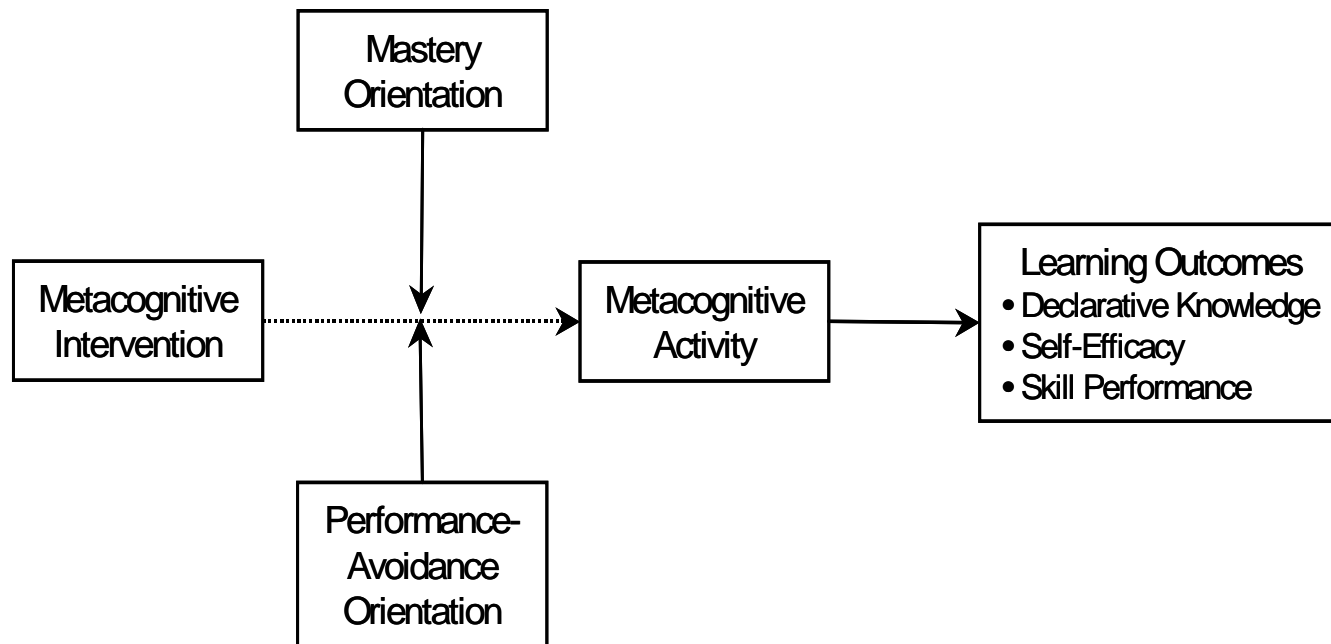 Mastery
Orientation
Metacognitive
Intervention
Metacognitive
Activity
Learning Outcomes
• Declarative Knowledge
• Self-Efficacy
• Skill Performance
Performance-
Avoidance
Orientation